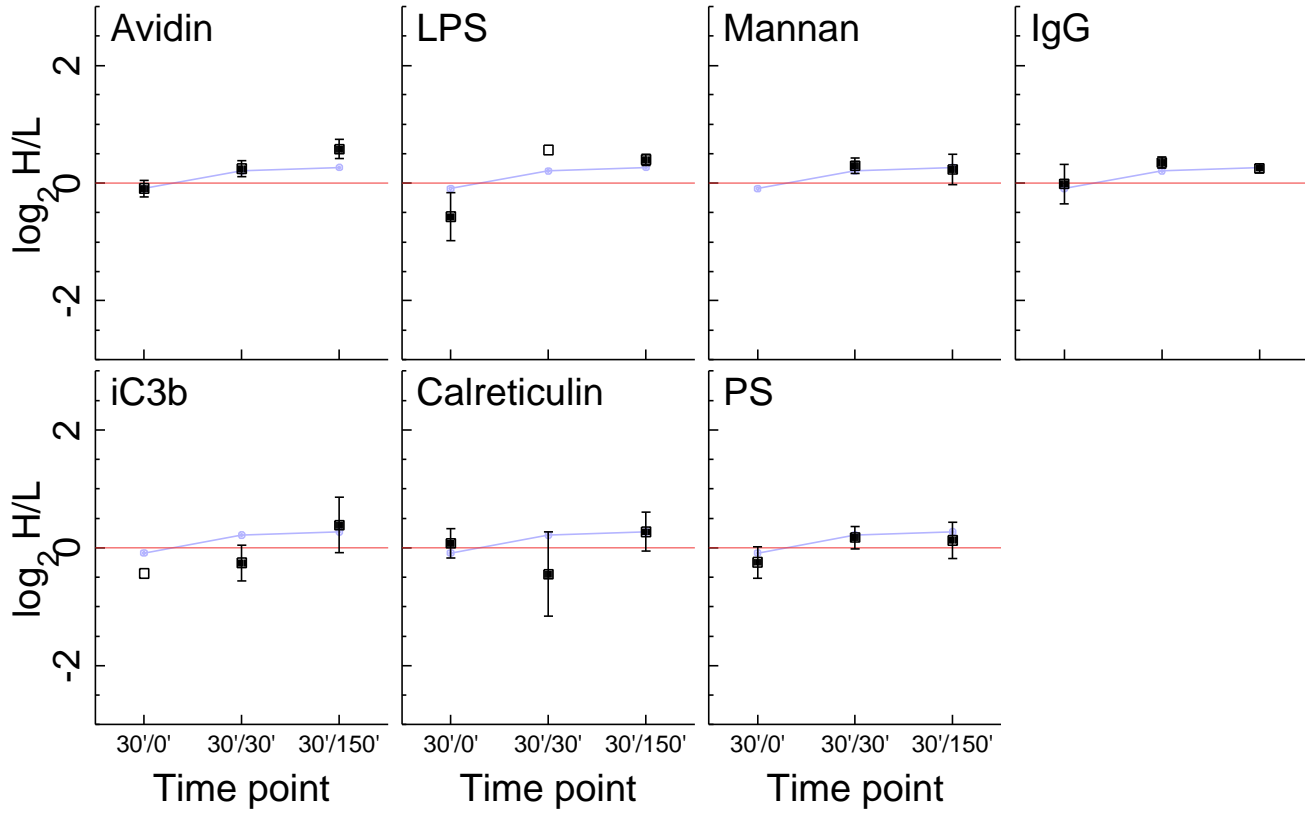 Avidin LPS Mannan IgG
log2 H/L
2
0
-2
iC3b Calreticulin PS
log2 H/L
2
0
-2
30'/0' 30'/30' 30'/150' 30'/0' 30'/30' 30'/150' 30'/0' 30'/30' 30'/150'
Time point Time point Time point